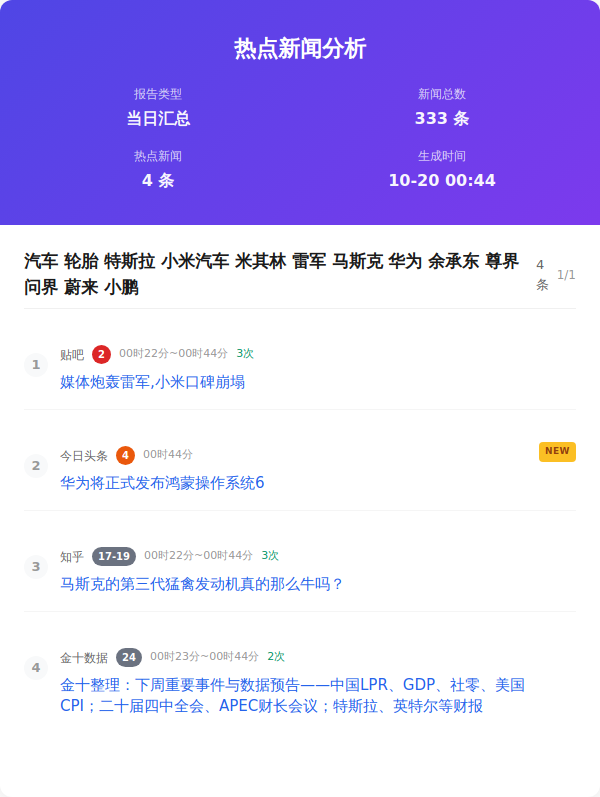 热点新闻分析
报告类型
当日汇总
新闻总数
333 条
热点新闻
4 条
生成时间
10-20 00:44
汽车 轮胎 特斯拉 小米汽车 米其林 雷军 马斯克 华为 余承东 尊界
问界 蔚来 小鹏
4
条
1/1
1
贴吧 2 00时22分~00时44分 3次
媒体炮轰雷军,小米口碑崩塌
2
今日头条 4 00时44分
NEW
华为将正式发布鸿蒙操作系统6
3
知乎 17-19 00时22分~00时44分 3次
马斯克的第三代猛禽发动机真的那么牛吗？
4
金十数据 24 00时23分~00时44分 2次
金十整理：下周重要事件与数据预告——中国LPR、GDP、社零、美国
CPI；二十届四中全会、APEC财长会议；特斯拉、英特尔等财报